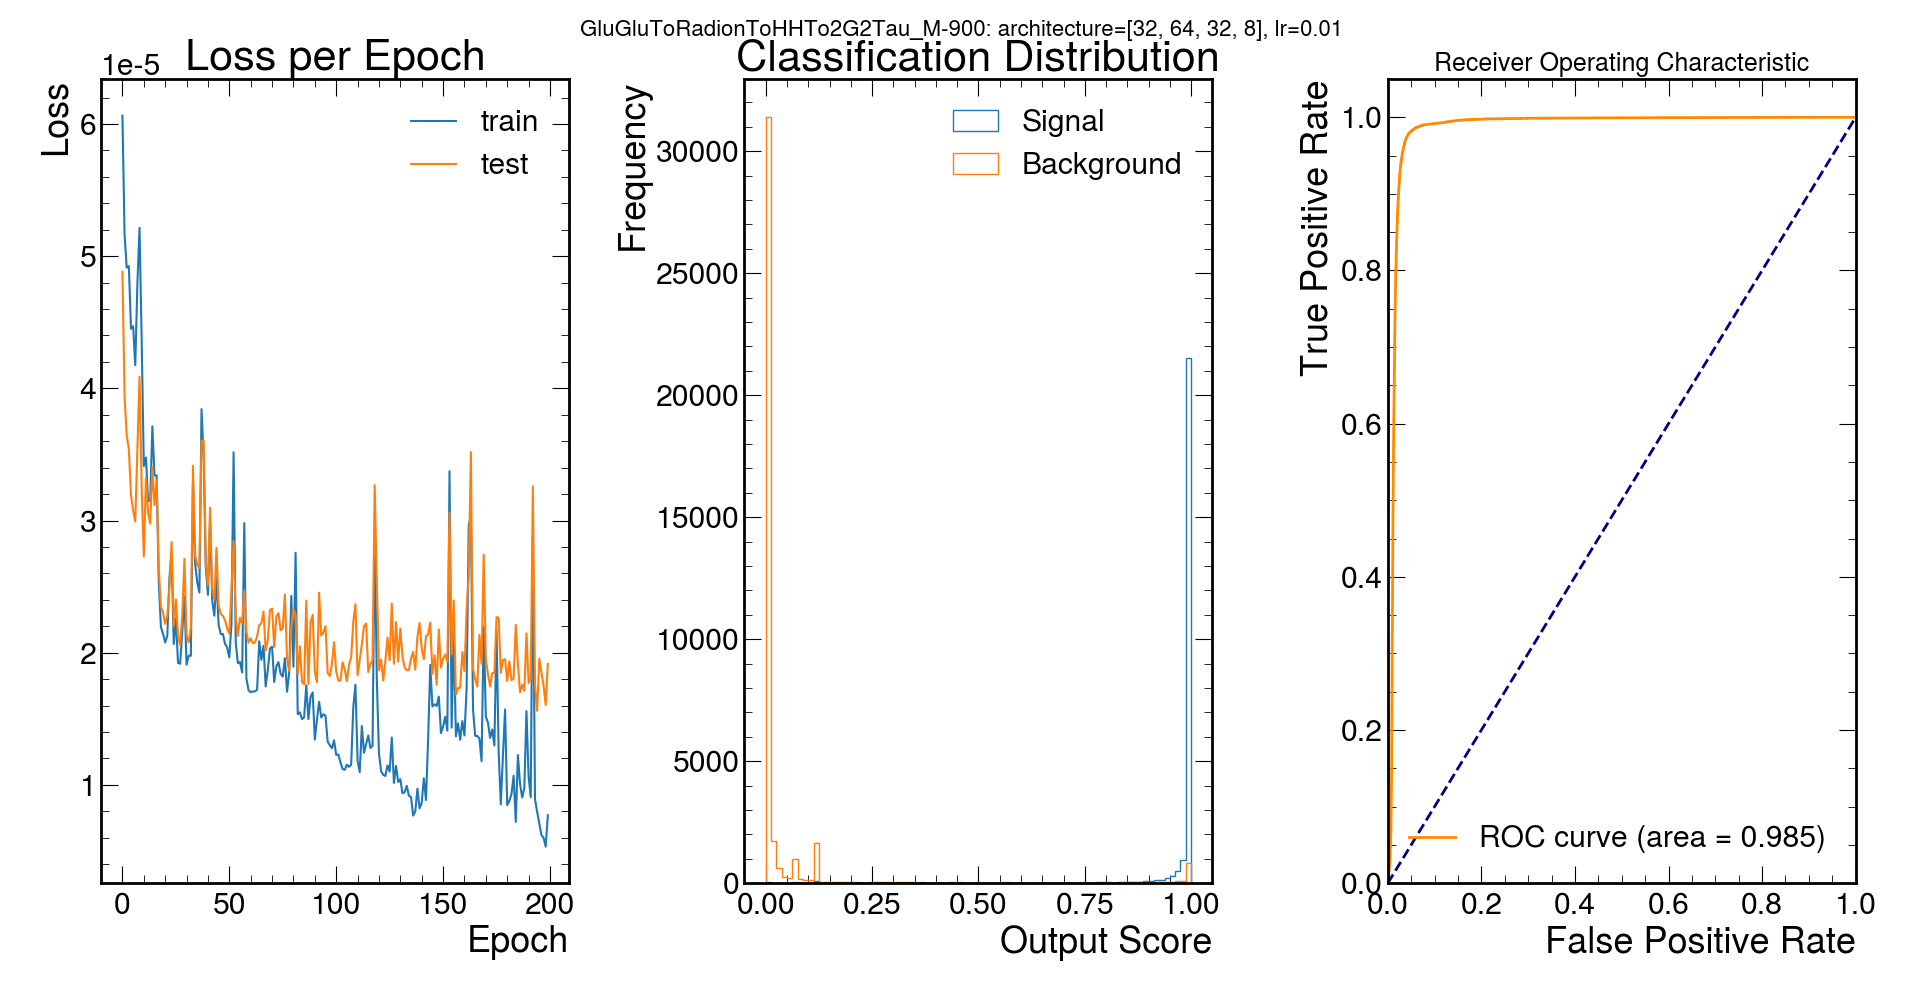 GluGluToRadionToHHTo2G2Tau_M-900: architecture=[32, 64, 32, 8], lr=0.01
Loss per Epoch
1e-5
Loss
6
5
4
3
2
1
0
50
100
150
200
Epoch
train
test
Classification Distribution
Frequency
30000
25000
20000
15000
10000
5000
0
0.00
0.25
0.50
0.75
1.00
Output Score
Signal
Background
Receiver Operating Characteristic
True Positive Rate
1.0
0.8
0.6
0.4
0.2
0.0
0.0
0.2
0.4
0.6
0.8
1.0
False Positive Rate
ROC curve (area = 0.985)